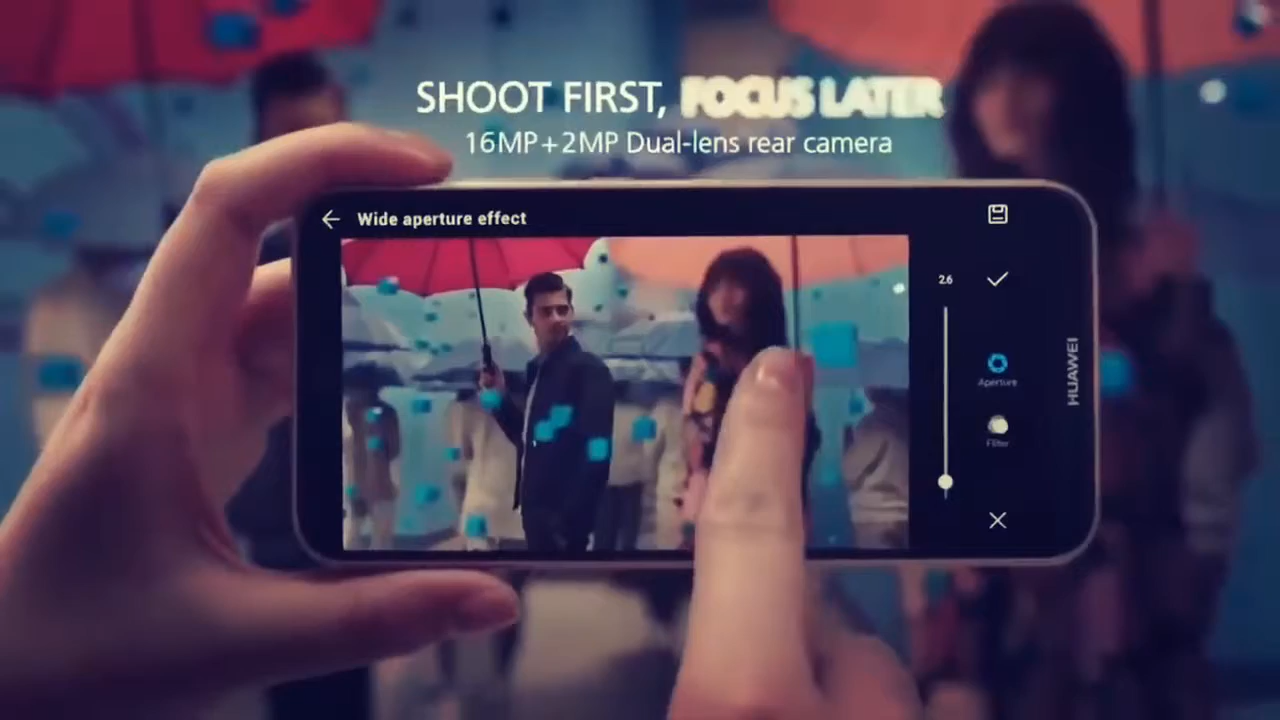 SHOOT FIRST, FOCUS LATER
16MP+2MP Dual-lens rear camera
Wide aperture effect
2.6
Aperture
Filter
HUAWEI